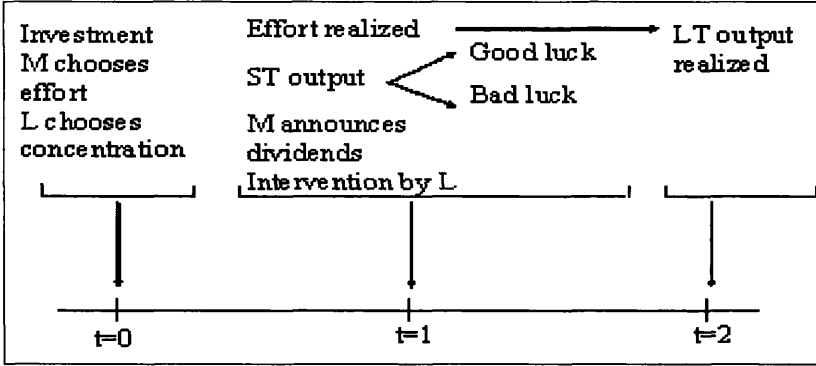 Investment
M chooses
effort
L chooses
concentration
Effort realized
ST output
Good luck
Bad luck
M announces
dividends
Intervention by L
LT output
realized
t=0
t=1
t=2